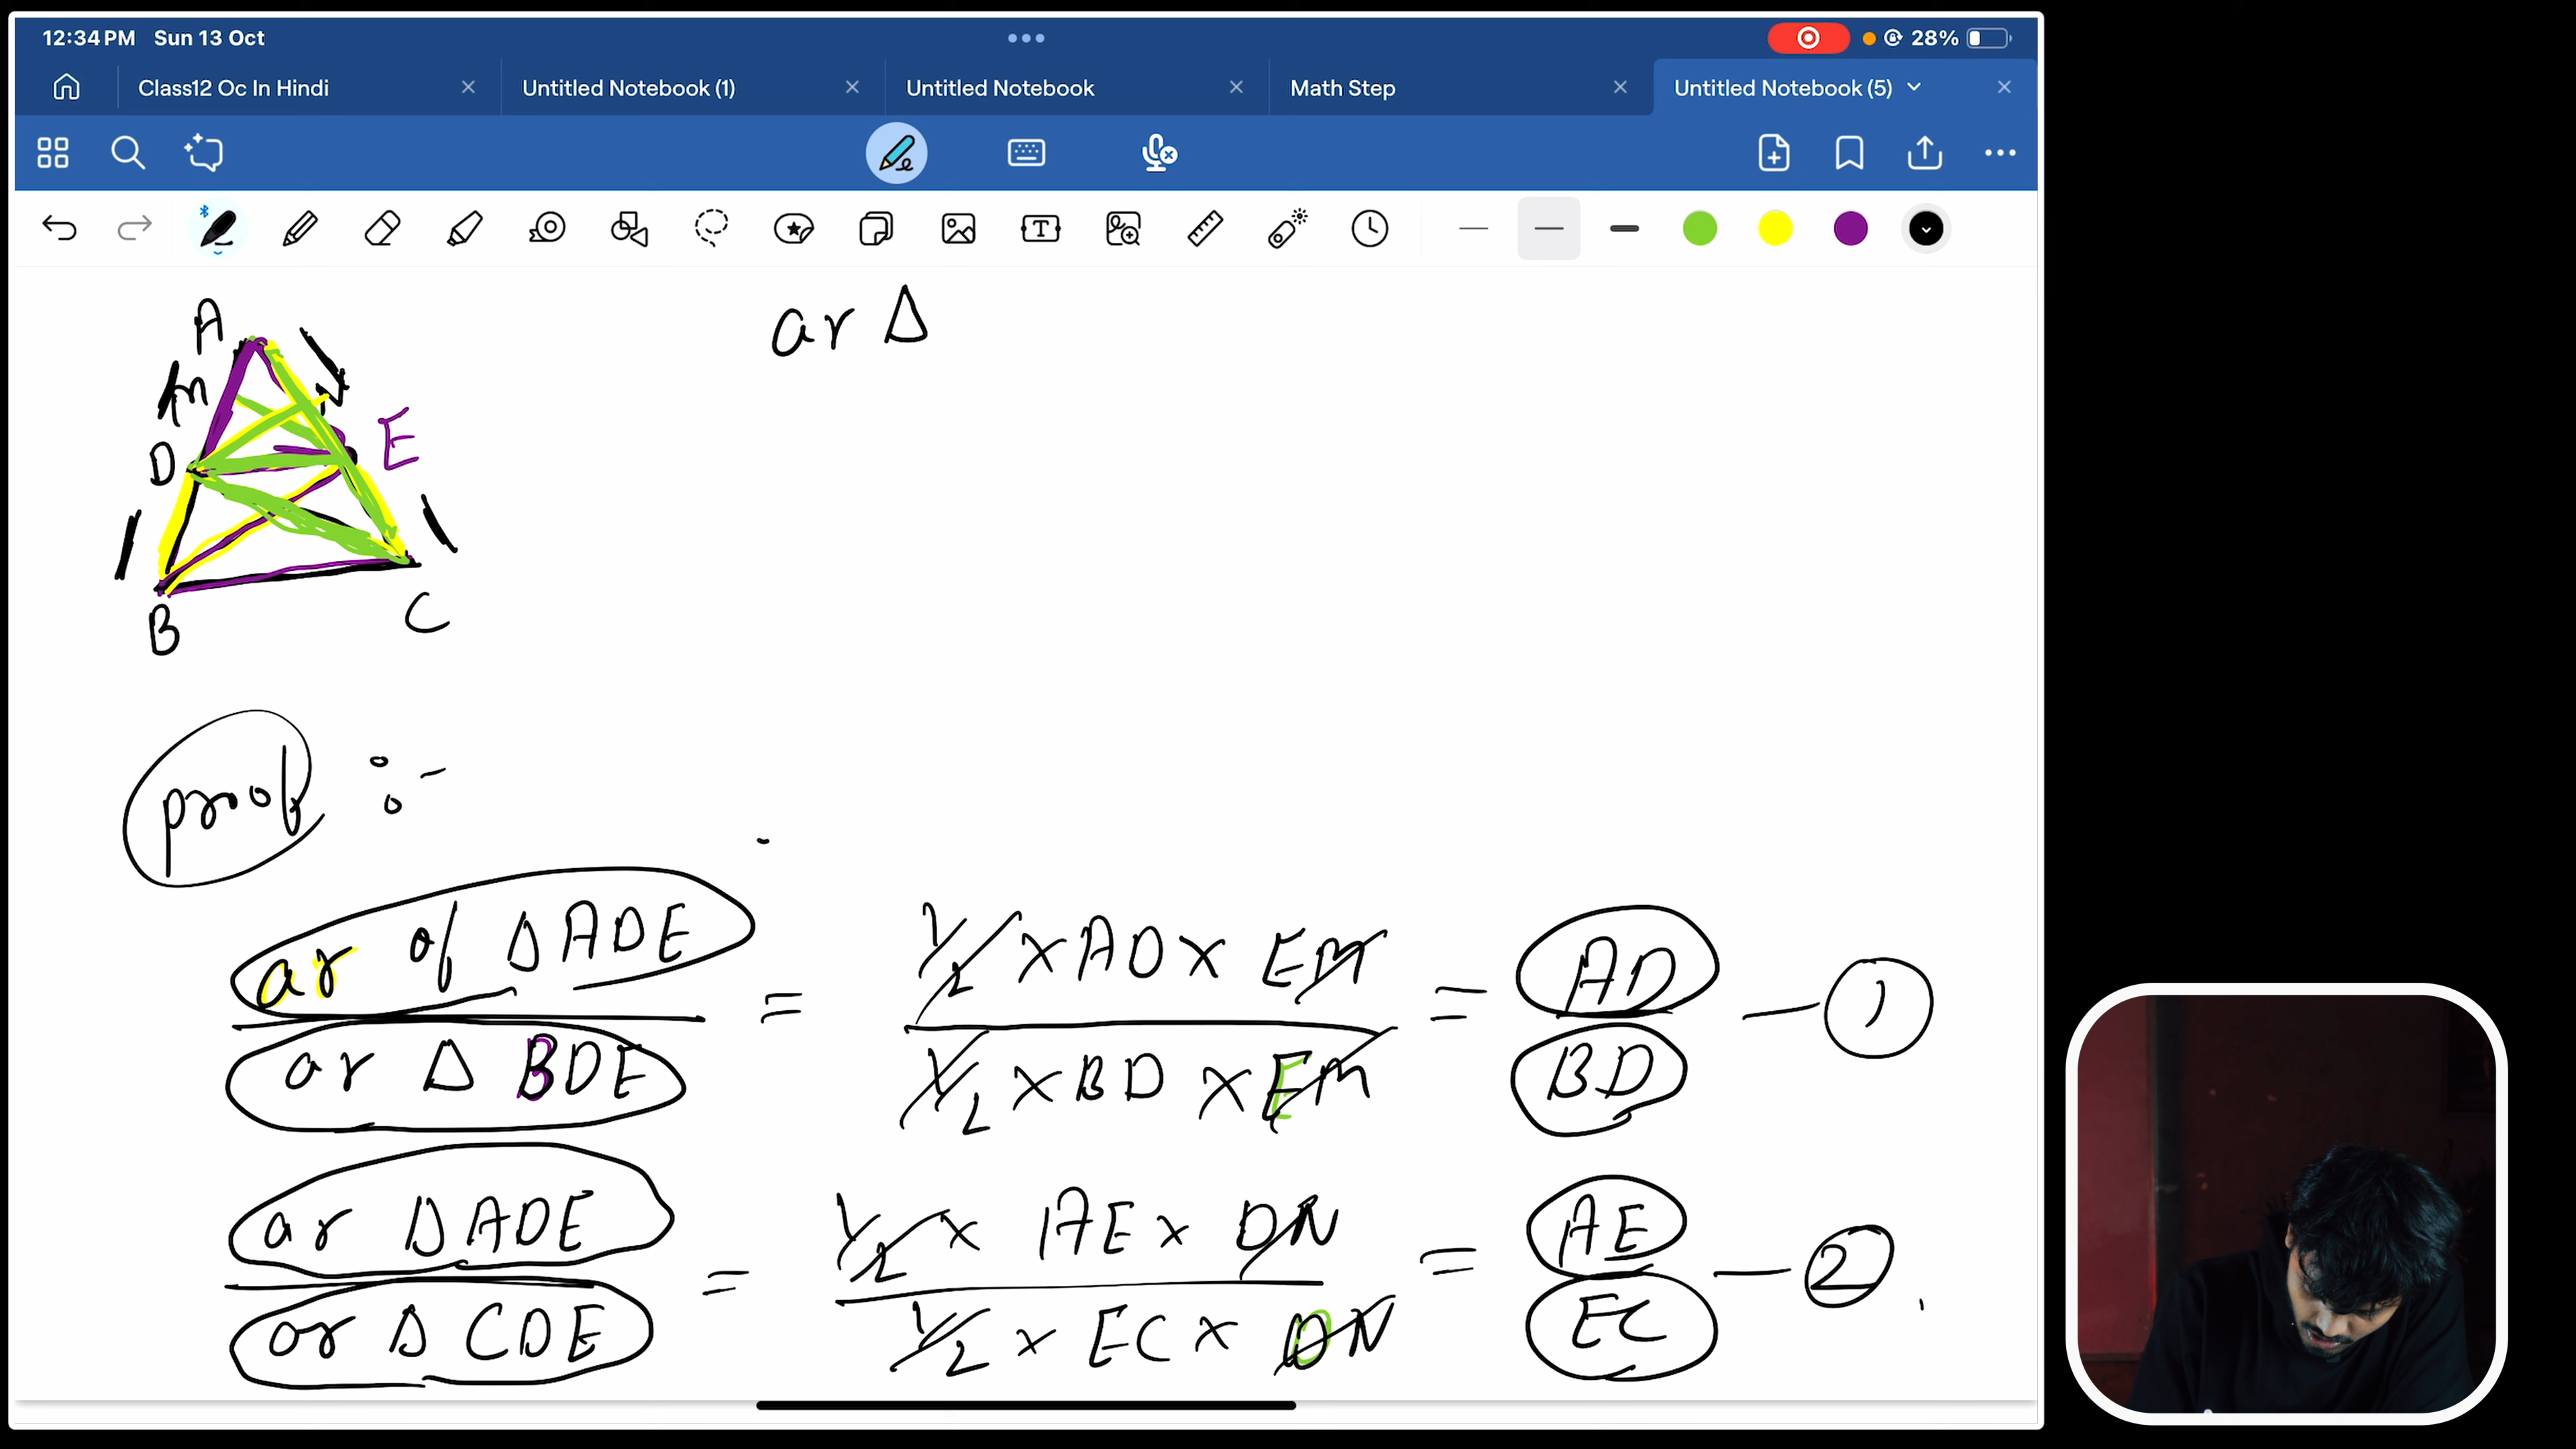 12:34 PM Sun 13 Oct
28%
Class12 Oc In Hindi
Untitled Notebook (1)
Untitled Notebook
Math Step
Untitled Notebook (5)
ar Δ
A
M
N
D
E
B
C
proof :-
ar of Δ ADE / ar Δ BDE = 1/2 × AD × EM / 1/2 × BD × EM = AD / BD — 1
ar Δ ADE / ar Δ CDE = 1/2 × AE × DN / 1/2 × EC × DN = AE / EC — 2